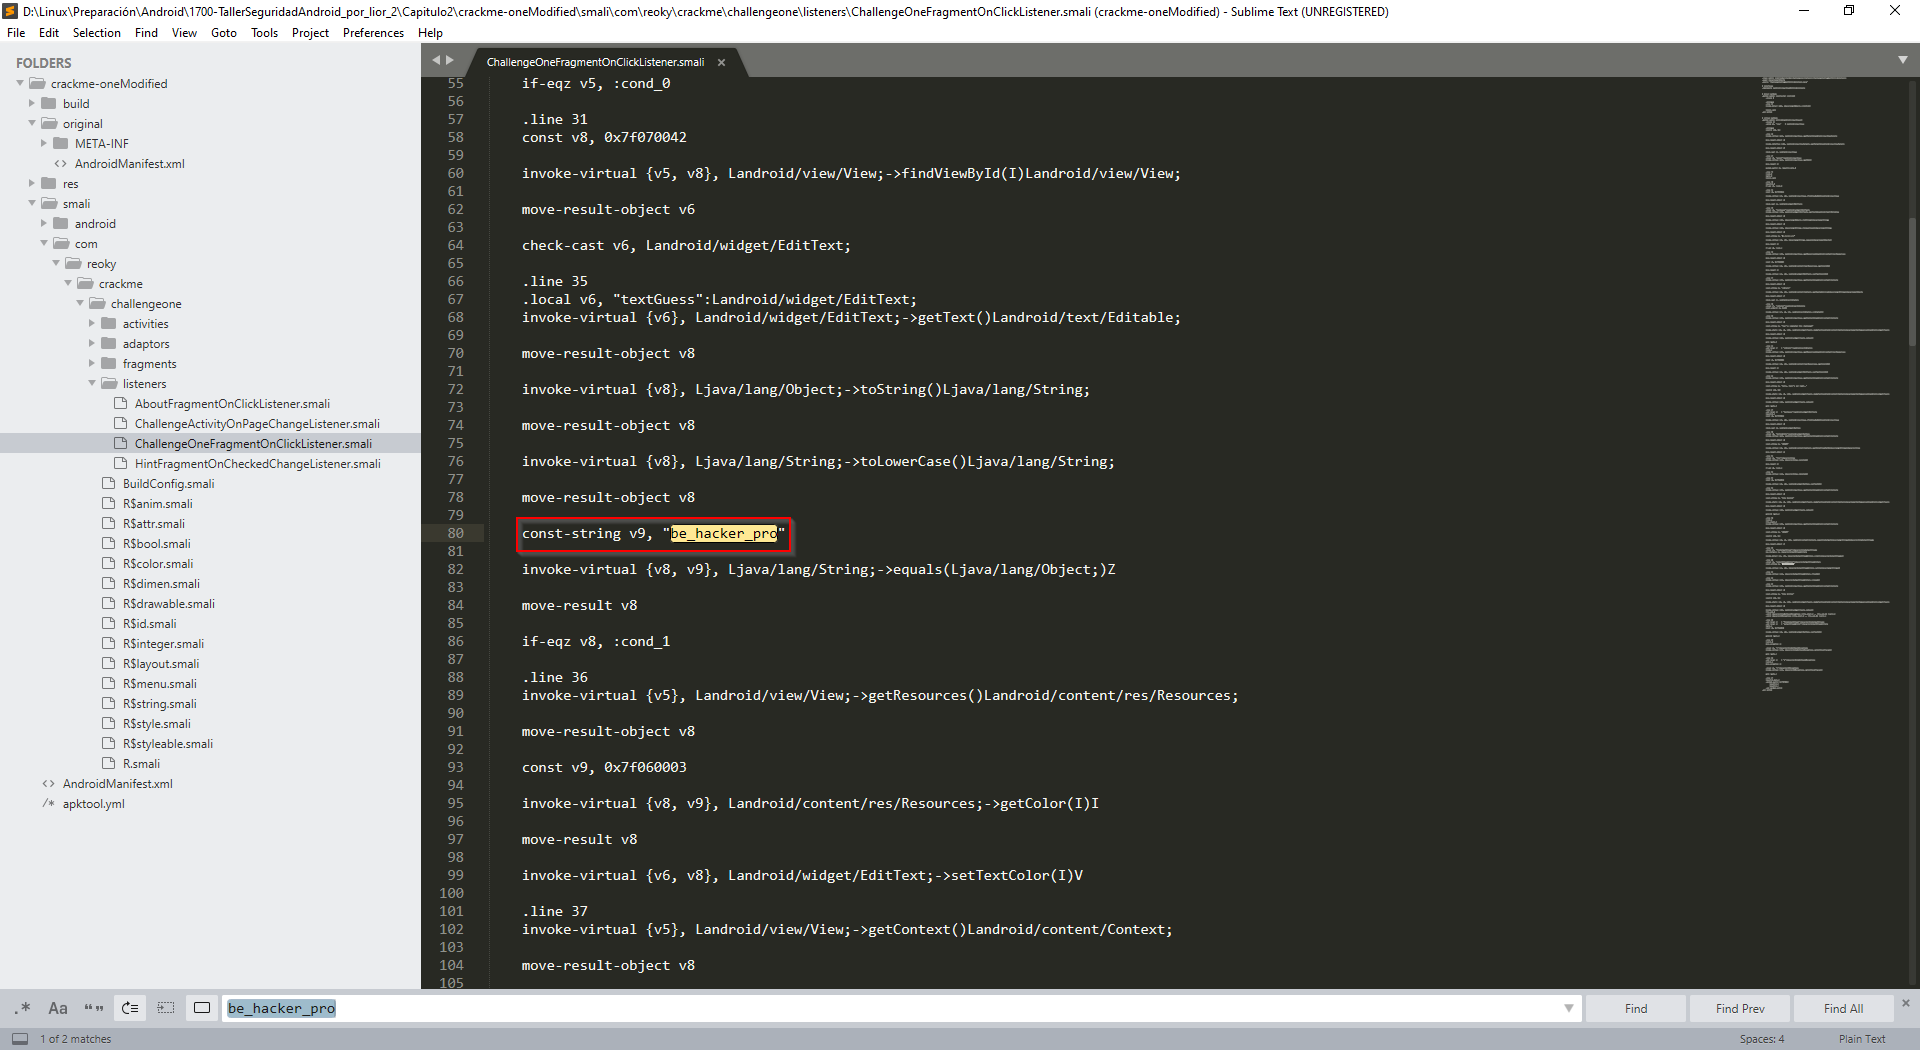 D:\Linux\Preparación\Android\1700-TallerSeguridadAndroid_por_lior_2\Capitulo2\crackme-oneModified\smali\com\reoky\crackme\challengeone\listeners\ChallengeOneFragmentOnClickListener.smali (crackme-oneModified) - Sublime Text (UNREGISTERED)
File Edit Selection Find View Goto Tools Project Preferences Help
FOLDERS
crackme-oneModified
build
original
META-INF
<> AndroidManifest.xml
res
smali
android
com
reoky
crackme
challengeone
activities
adaptors
fragments
listeners
AboutFragmentOnClickListener.smali
ChallengeActivityOnPageChangeListener.smali
ChallengeOneFragmentOnClickListener.smali
HintFragmentOnCheckedChangeListener.smali
BuildConfig.smali
R$anim.smali
R$attr.smali
R$bool.smali
R$color.smali
R$dimen.smali
R$drawable.smali
R$id.smali
R$integer.smali
R$layout.smali
R$menu.smali
R$string.smali
R$style.smali
R$styleable.smali
R.smali
<> AndroidManifest.xml
/* apktool.yml
ChallengeOneFragmentOnClickListener.smali ×
55 if-eqz v5, :cond_0
56
57 .line 31
58 const v8, 0x7f070042
59
60 invoke-virtual {v5, v8}, Landroid/view/View;->findViewById(I)Landroid/view/View;
61
62 move-result-object v6
63
64 check-cast v6, Landroid/widget/EditText;
65
66 .line 35
67 .local v6, "textGuess":Landroid/widget/EditText;
68 invoke-virtual {v6}, Landroid/widget/EditText;->getText()Landroid/text/Editable;
69
70 move-result-object v8
71
72 invoke-virtual {v8}, Ljava/lang/Object;->toString()Ljava/lang/String;
73
74 move-result-object v8
75
76 invoke-virtual {v8}, Ljava/lang/String;->toLowerCase()Ljava/lang/String;
77
78 move-result-object v8
79
80 const-string v9, "be_hacker_pro"
81
82 invoke-virtual {v8, v9}, Ljava/lang/String;->equals(Ljava/lang/Object;)Z
83
84 move-result v8
85
86 if-eqz v8, :cond_1
87
88 .line 36
89 invoke-virtual {v5}, Landroid/view/View;->getResources()Landroid/content/res/Resources;
90
91 move-result-object v8
92
93 const v9, 0x7f060003
94
95 invoke-virtual {v8, v9}, Landroid/content/res/Resources;->getColor(I)I
96
97 move-result v8
98
99 invoke-virtual {v6, v8}, Landroid/widget/EditText;->setTextColor(I)V
100
101 .line 37
102 invoke-virtual {v5}, Landroid/view/View;->getContext()Landroid/content/Context;
103
104 move-result-object v8
105
.* Aa “” be_hacker_pro Find Find Prev Find All ×
1 of 2 matches Spaces: 4 Plain Text